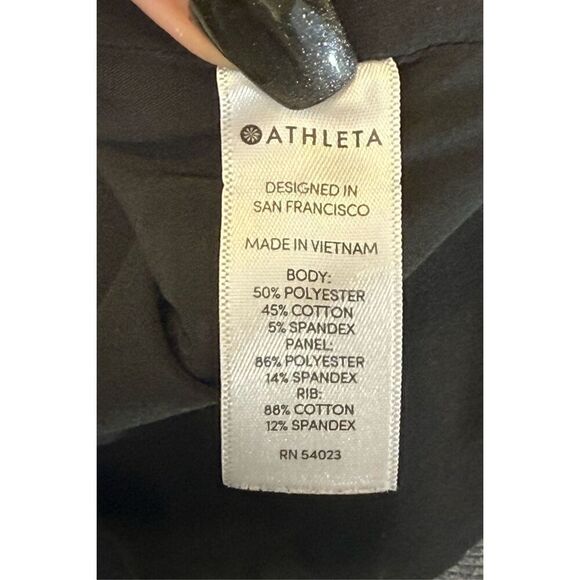 ATHLETA
DESIGNED IN
SAN FRANCISCO
MADE IN VIETNAM
BODY:
50% POLYESTER
45% COTTON
5% SPANDEX
PANEL:
86% POLYESTER
14% SPANDEX
RIB:
88% COTTON
12% SPANDEX
RN 54023